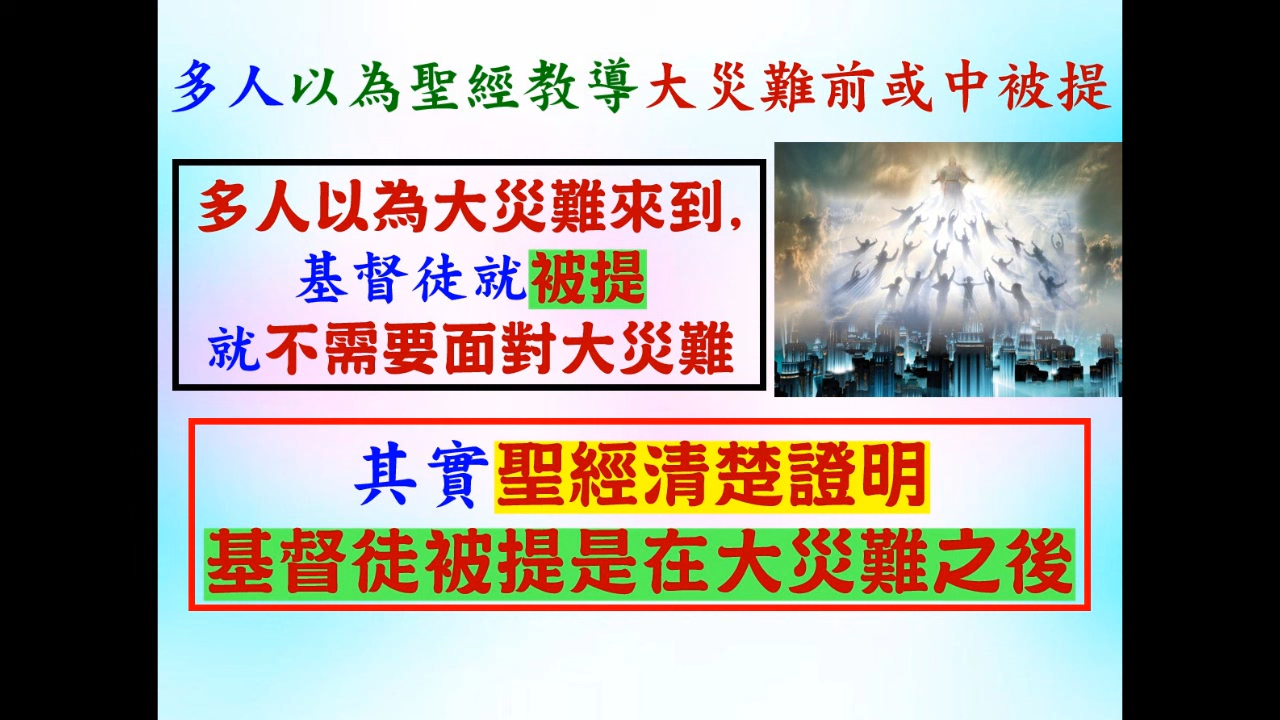 多人以為聖經教導大災難前或中被提
多人以為大災難來到,
基督徒就被提
就不需要面對大災難
其實聖經清楚證明
基督徒被提是在大災難之後